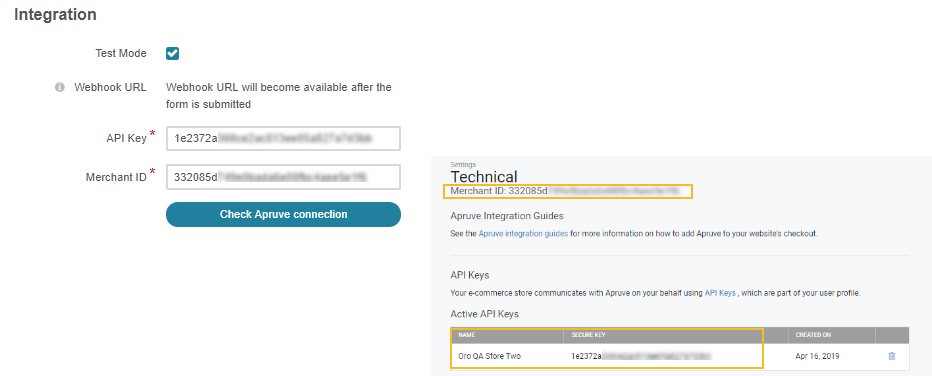 Integration
Test Mode
Webhook URL Webhook URL will become available after the
form is submitted
API Key * 1e2372a
Merchant ID * 332085d
Check Apruve connection
Settings
Technical
Merchant ID: 332085d
Apruve Integration Guides
See the Apruve integration guides for more information on how to add Apruve to your website's checkout.
API Keys
Your e-commerce store communicates with Apruve on your behalf using API Keys , which are part of your user profile.
Active API Keys
NAME SECURE KEY CREATED ON
Oro QA Store Two 1e2372a Apr 16, 2019